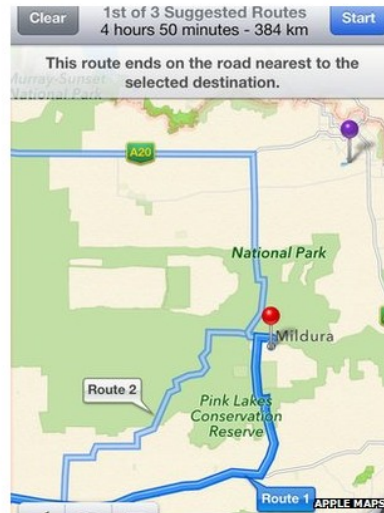 Clear
1st of 3 Suggested Routes
4 hours 50 minutes - 384 km
Start
This route ends on the road nearest to the
selected destination.
Murray-Sunset
National Park
A20
National Park
Mildura
Route 2
Pink Lakes
Conservation
Reserve
Route 1
APPLE MAPS